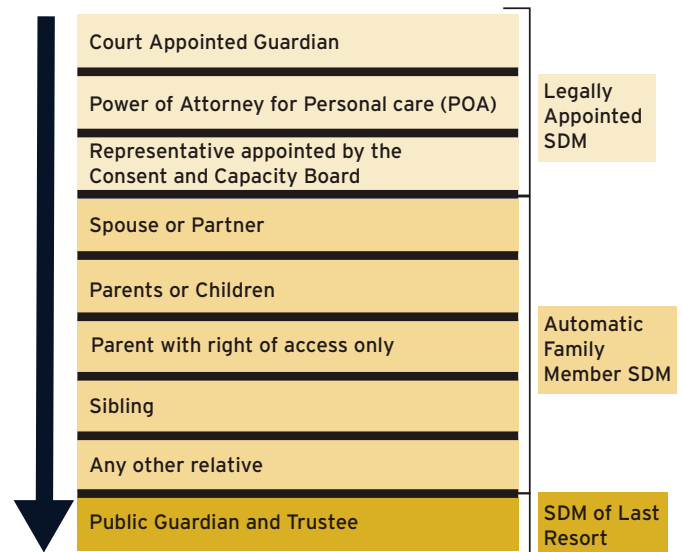 Court Appointed Guardian
Power of Attorney for Personal care (POA)
Representative appointed by the
Consent and Capacity Board
Legally
Appointed
SDM
Spouse or Partner
Parents or Children
Parent with right of access only
Sibling
Any other relative
Automatic
Family
Member SDM
Public Guardian and Trustee
SDM of Last
Resort